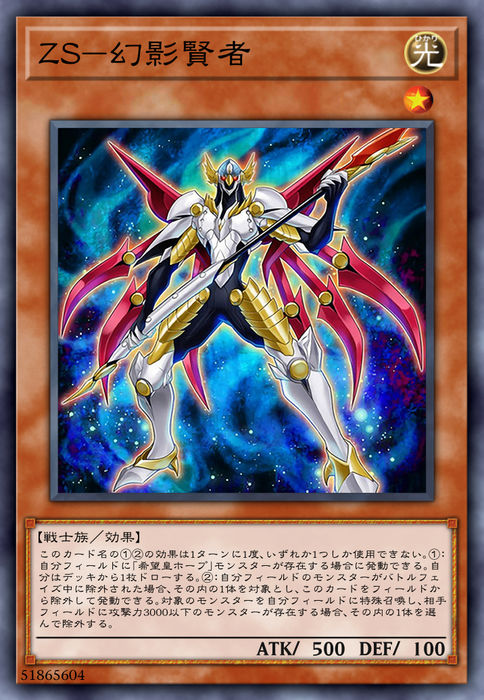 ZS－幻影賢者
ひかり
光
【戦士族／効果】
このカード名の①②の効果は1ターンに1度、いずれか1つしか使用できない。①：
自分フィールドに「希望皇ホープ」モンスターが存在する場合に発動できる。自
分はデッキから1枚ドローする。②：自分フィールドのモンスターがバトルフェ
イズ中に除外された場合、その内の1体を対象とし、このカードをフィールドか
ら除外して発動できる。対象のモンスターを自分フィールドに特殊召喚し、相手
フィールドに攻撃力3000以下のモンスターが存在する場合、その内の1体を選
んで除外する。
ATK/ 500 DEF/ 100
51865604